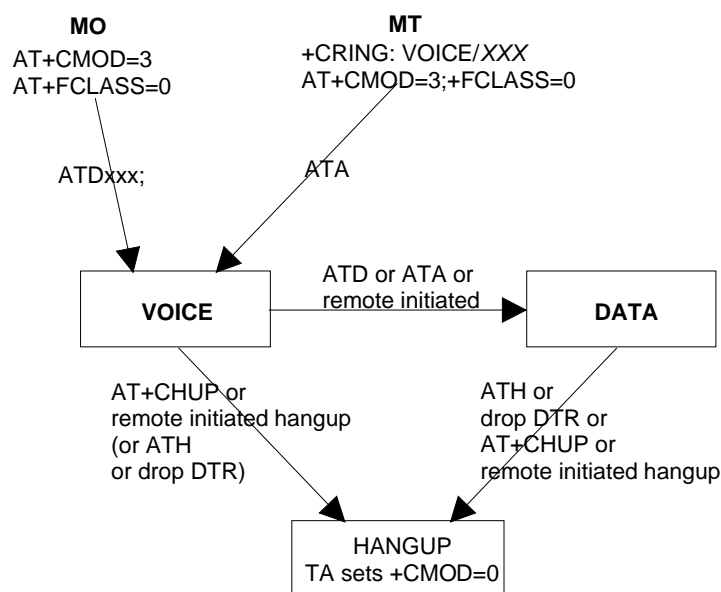 MO
AT+CMOD=3
AT+FCLASS=0
MT
+CRING: VOICE/XXX
AT+CMOD=3;+FCLASS=0
ATDxxx;
ATA
VOICE
ATD or ATA or
remote initiated
DATA
AT+CHUP or
remote initiated hangup
(or ATH
or drop DTR)
ATH or
drop DTR or
AT+CHUP or
remote initiated hangup
HANGUP
TA sets +CMOD=0